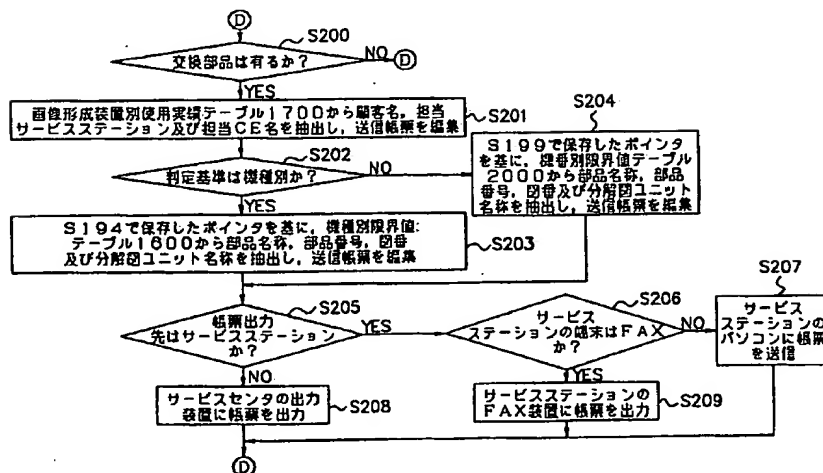 D
S200
交換部品は有るか？
NO
D
YES
画像形成装置別使用実績テーブル1700から顧客名，担当
サービスステーション及び担当CE名を抽出し，送信帳票を編集
S201
S202
判定基準は機種別か？
NO
S204
S199で保存したポインタ
を基に，機番別限界値テーブル
2000から部品名称，部品
番号，図番及び分解図ユニット
名称を抽出し，送信帳票を編集
YES
S194で保存したポインタを基に，機種別限界値
テーブル1600から部品名称，部品番号，図番
及び分解図ユニット名称を抽出し，送信帳票を編集
S203
S205
帳票出力
先はサービスステーション
か？
YES
S206
サービス
ステーションの端末はFAX
か？
NO
S207
サービス
ステーションの
パソコンに帳票
を送信
NO
サービスセンタの出力
装置に帳票を出力
S208
YES
サービスステーションの
FAX装置に帳票を出力
S209
D